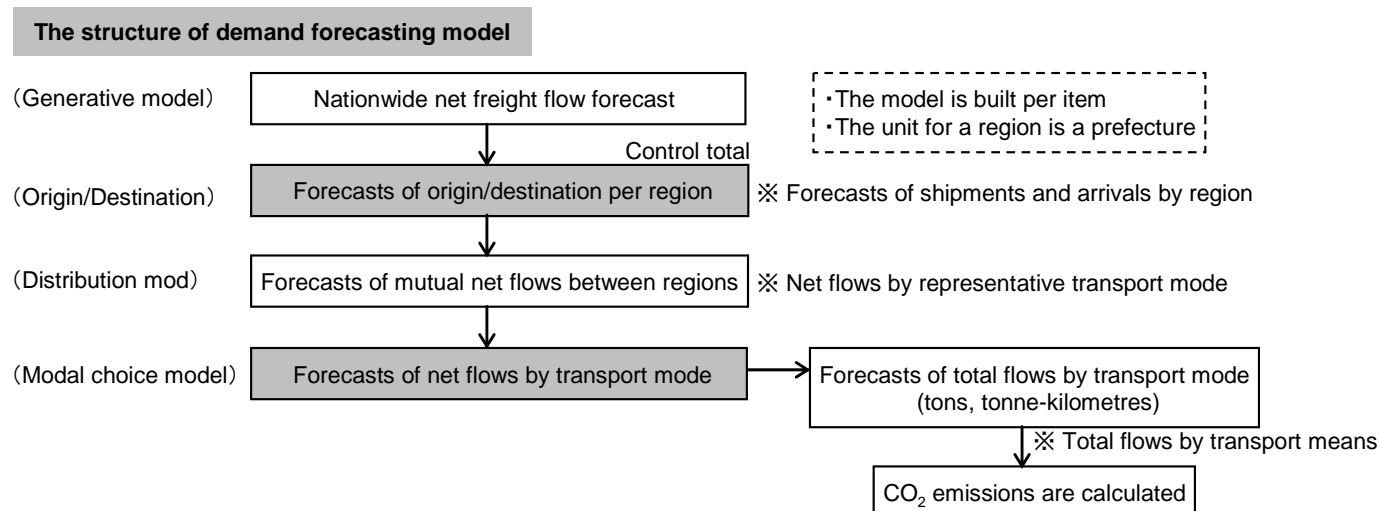 The structure of demand forecasting model
（Generative model）
Nationwide net freight flow forecast
・The model is built per item
・The unit for a region is a prefecture
Control total
（Origin/Destination）
Forecasts of origin/destination per region
※ Forecasts of shipments and arrivals by region
（Distribution mod）
Forecasts of mutual net flows between regions
※ Net flows by representative transport mode
（Modal choice model）
Forecasts of net flows by transport mode
Forecasts of total flows by transport mode
(tons, tonne-kilometres)
※ Total flows by transport means
CO₂ emissions are calculated